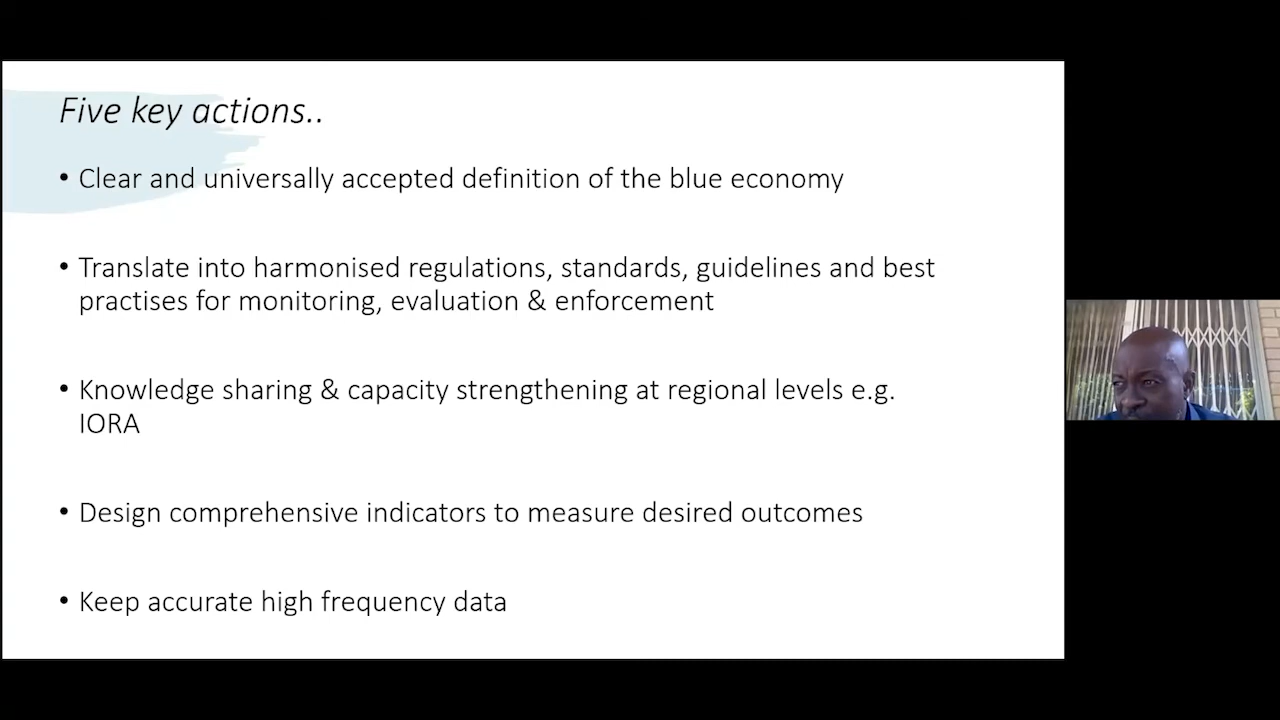 Five key actions..
• Clear and universally accepted definition of the blue economy
• Translate into harmonised regulations, standards, guidelines and best
practises for monitoring, evaluation & enforcement
• Knowledge sharing & capacity strengthening at regional levels e.g.
IORA
• Design comprehensive indicators to measure desired outcomes
• Keep accurate high frequency data